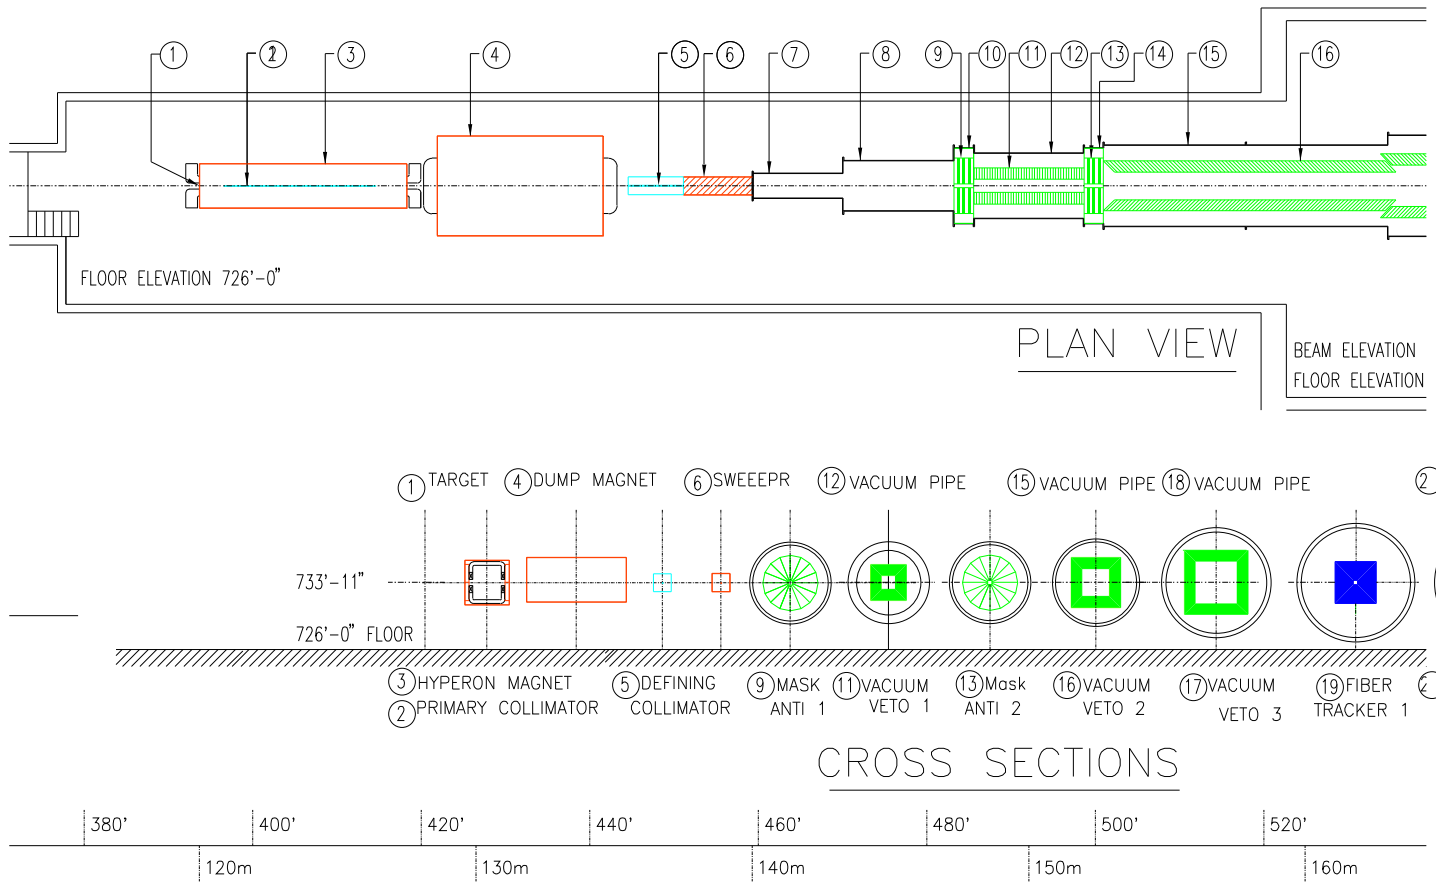 1 2 3 4 5 6 7 8 9 10 11 12 13 14 15 16
FLOOR ELEVATION 726'-0"
PLAN VIEW
BEAM ELEVATION
FLOOR ELEVATION
1 TARGET 4 DUMP MAGNET 6 SWEEEPR 12 VACUUM PIPE 15 VACUUM PIPE 18 VACUUM PIPE
733'-11"
726'-0" FLOOR
3 HYPERON MAGNET
2 PRIMARY COLLIMATOR
5 DEFINING
COLLIMATOR
9 MASK
ANTI 1
11 VACUUM
VETO 1
13 Mask
ANTI 2
16 VACUUM
VETO 2
17 VACUUM
VETO 3
19 FIBER
TRACKER 1
CROSS SECTIONS
380' 400' 420' 440' 460' 480' 500' 520'
120m 130m 140m 150m 160m